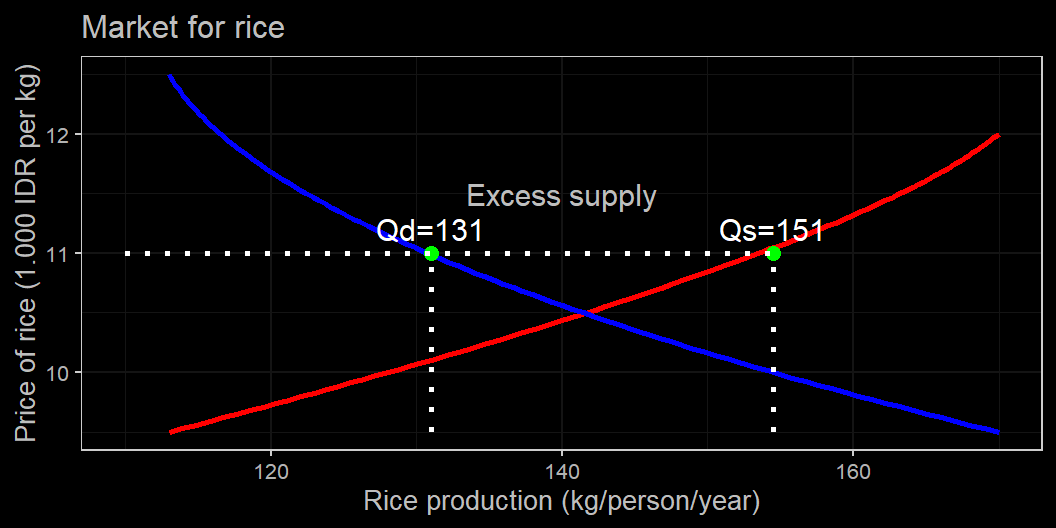 Market for rice
Price of rice (1.000 IDR per kg)
12
11
10
Excess supply
Qd=131
Qs=151
120
140
160
Rice production (kg/person/year)